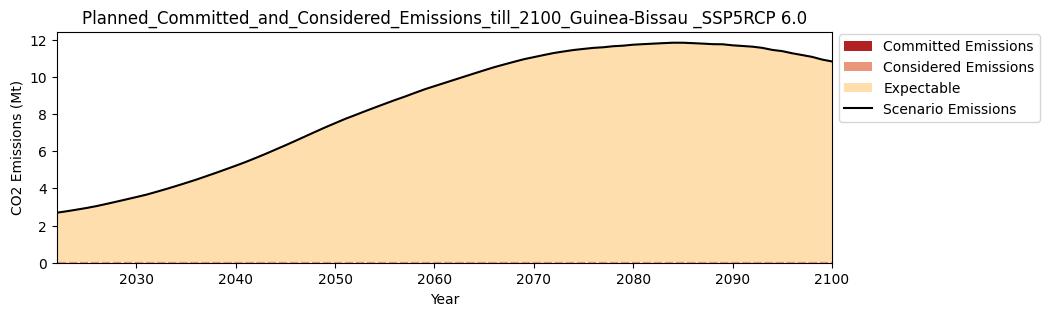 Planned_Committed_and_Considered_Emissions_till_2100_Guinea-Bissau _SSP5RCP 6.0
12
10
8
6
4
2
0
CO2 Emissions (Mt)
2030 2040 2050 2060 2070 2080 2090 2100
Year
Committed Emissions
Considered Emissions
Expectable
Scenario Emissions